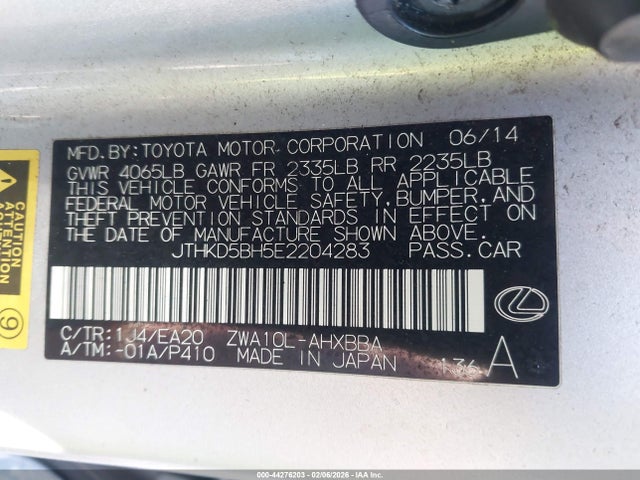 MFD.BY:TOYOTA MOTOR CORPORATION 06/14
GVWR 4065LB GAWR FR 2335LB RR 2235LB
THIS VEHICLE CONFORMS TO ALL APPLICABLE
FEDERAL MOTOR VEHICLE SAFETY,BUMPER,AND
THEFT PREVENTION STANDARDS IN EFFECT ON
THE DATE OF MANUFACTURE SHOWN ABOVE.
JTHKD5BH5E2204283 PASS.CAR
C/TR:1J4/EA20 ZWA10L-AHXBBA
A/TM:-01A/P410 MADE IN JAPAN 136 A
CAUTION
9
000-44276203 - 02/06/2026 - IAA Inc.